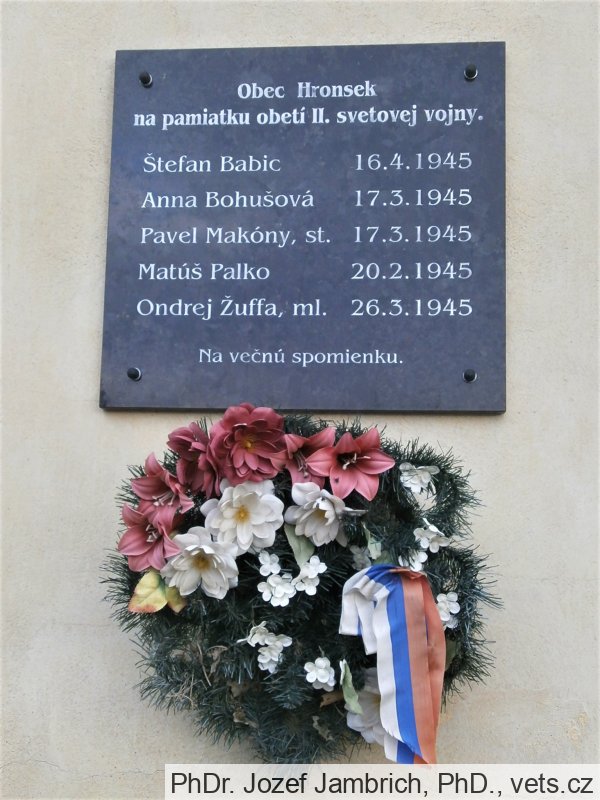 Obec Hronsek
na pamiatku obetí II. svetovej vojny.
Štefan Babic 16.4.1945
Anna Bohušová 17.3.1945
Pavel Makóny, st. 17.3.1945
Matúš Palko 20.2.1945
Ondrej Žuffa, ml. 26.3.1945
Na večnú spomienku.
PhDr. Jozef Jambrich, PhD., vets.cz